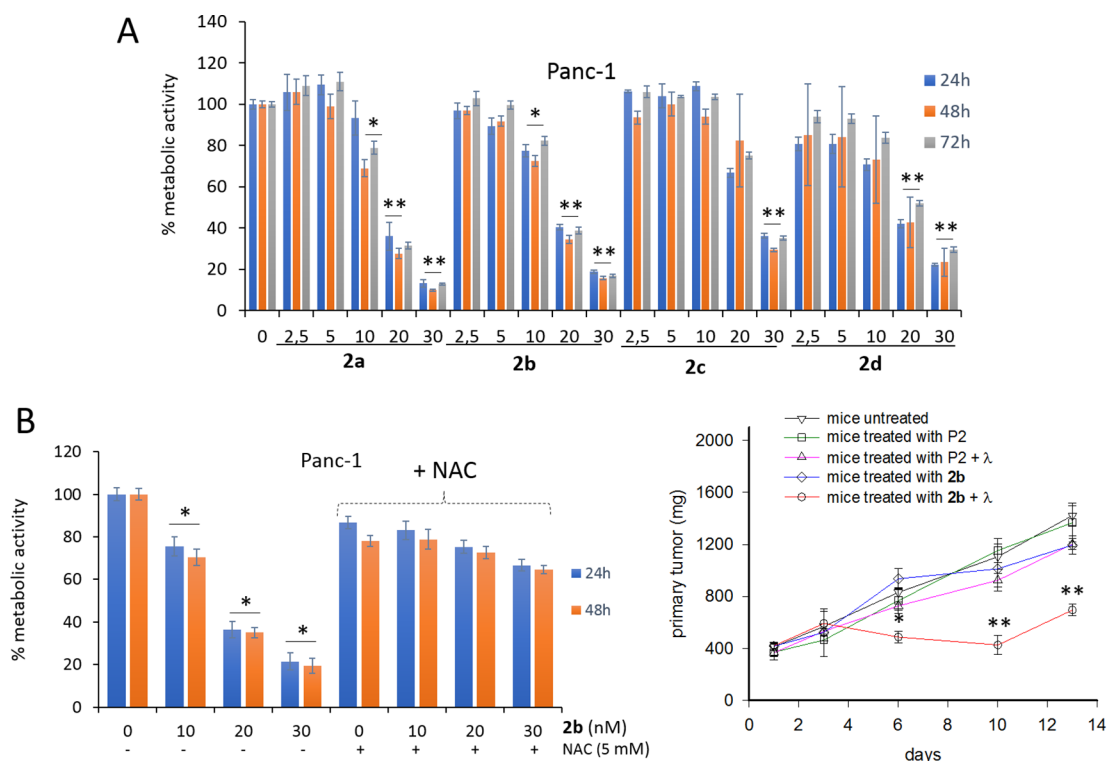 A
140
120
100
80
60
40
20
0
% metabolic activity
Panc-1
24h
48h
72h
*
**
**
*
**
**
**
**
**
0 2,5 5 10 20 30 2,5 5 10 20 30 2,5 5 10 20 30 2,5 5 10 20 30
2a 2b 2c 2d
B
120
100
80
60
40
20
0
% metabolic activity
Panc-1
+ NAC
*
*
*
24h
48h
0 10 20 30 0 10 20 30 2b (nM)
- - - - + + + + NAC (5 mM)
mice untreated
mice treated with P2
mice treated with P2 + λ
mice treated with 2b
mice treated with 2b + λ
2000
1600
1200
800
400
0
primary tumor (mg)
*
**
**
0 2 4 6 8 10 12 14
days